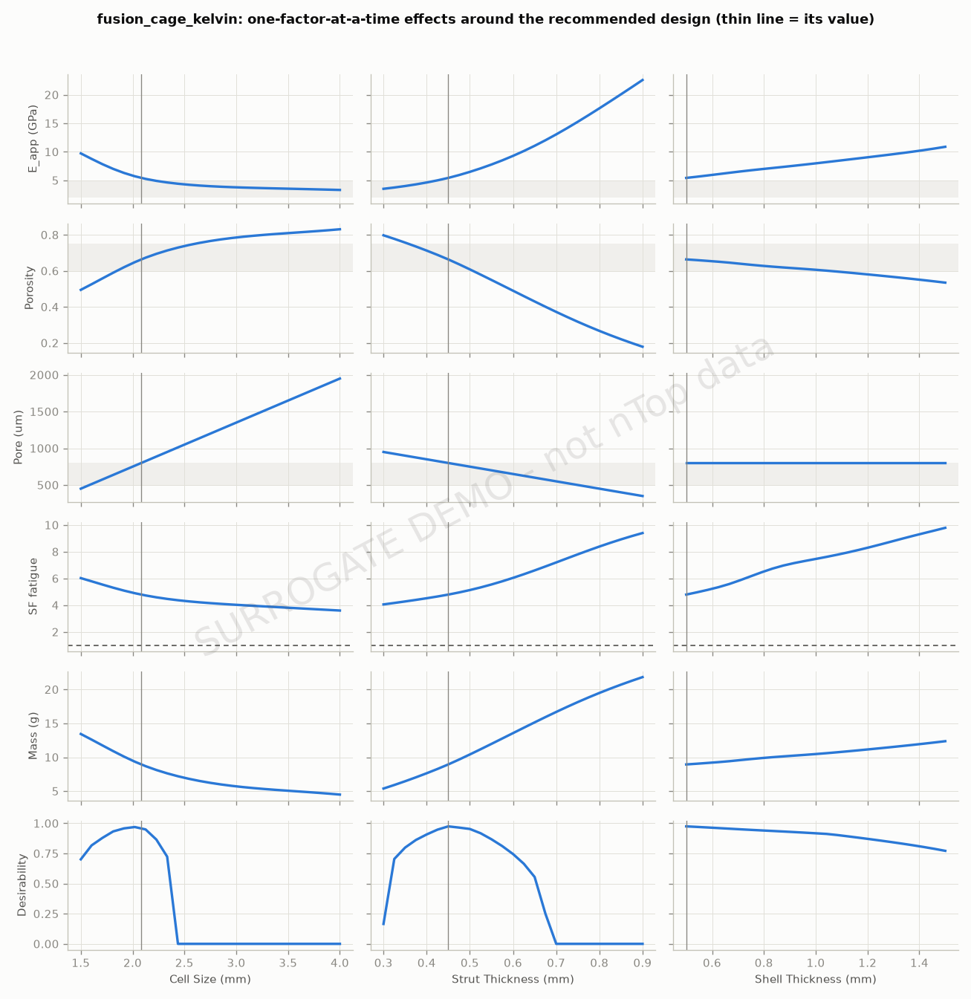 fusion_cage_kelvin: one-factor-at-a-time effects around the recommended design (thin line = its value)
E_app (GPa)
20
15
10
5
Porosity
0.8
0.6
0.4
0.2
Pore (um)
2000
1500
1000
500
SURROGATE DEMO - not nTop data
SF fatigue
10
8
6
4
2
Mass (g)
20
15
10
5
Desirability
1.00
0.75
0.50
0.25
0.00
1.5 2.0 2.5 3.0 3.5 4.0
0.3 0.4 0.5 0.6 0.7 0.8 0.9
0.6 0.8 1.0 1.2 1.4
Cell Size (mm)
Strut Thickness (mm)
Shell Thickness (mm)